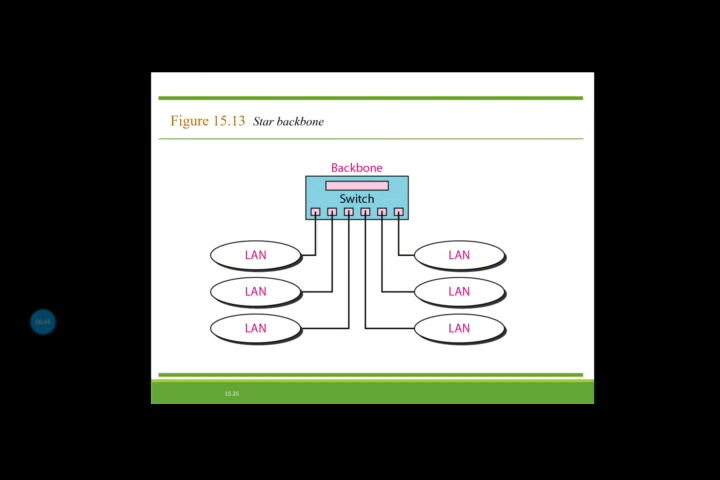 Figure 15.13 Star backbone
Backbone
Switch
LAN LAN
LAN LAN
LAN LAN
15.25